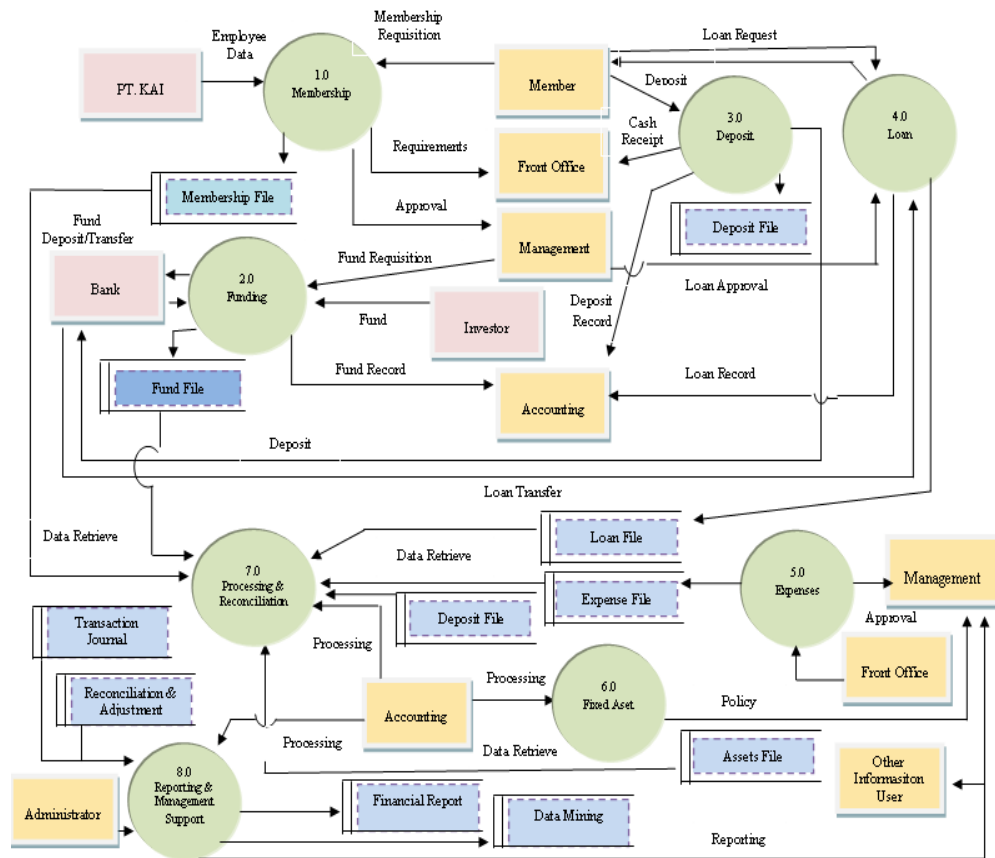 Membership
Requisition
Loan Request
Employee
Data
PT. KAI
1.0
Membership
Member
Deposit
3.0
Deposit
4.0
Loan
Cash
Receipt
Requirements
Front Office
Membership File
Approval
Deposit File
Fund
Deposit/Transfer
Management
Fund Requisition
Bank
2.0
Funding
Loan Approval
Deposit
Record
Fund
Investor
Fund File
Fund Record
Loan Record
Accounting
Deposit
Loan Transfer
Loan File
Data Retrieve
Data Retrieve
7.0
Processing &
Reconciliation
5.0
Expenses
Management
Expense File
Deposit File
Approval
Transaction
Journal
Processing
Front Office
Reconciliation &
Adjustment
Processing
6.0
Fixed Aset.
Accounting
Policy
Processing
Data Retrieve
Assets File
8.0
Reporting &
Management
Support
Other
Informasiton
User
Financial Report
Data Mining
Administrator
Reporting